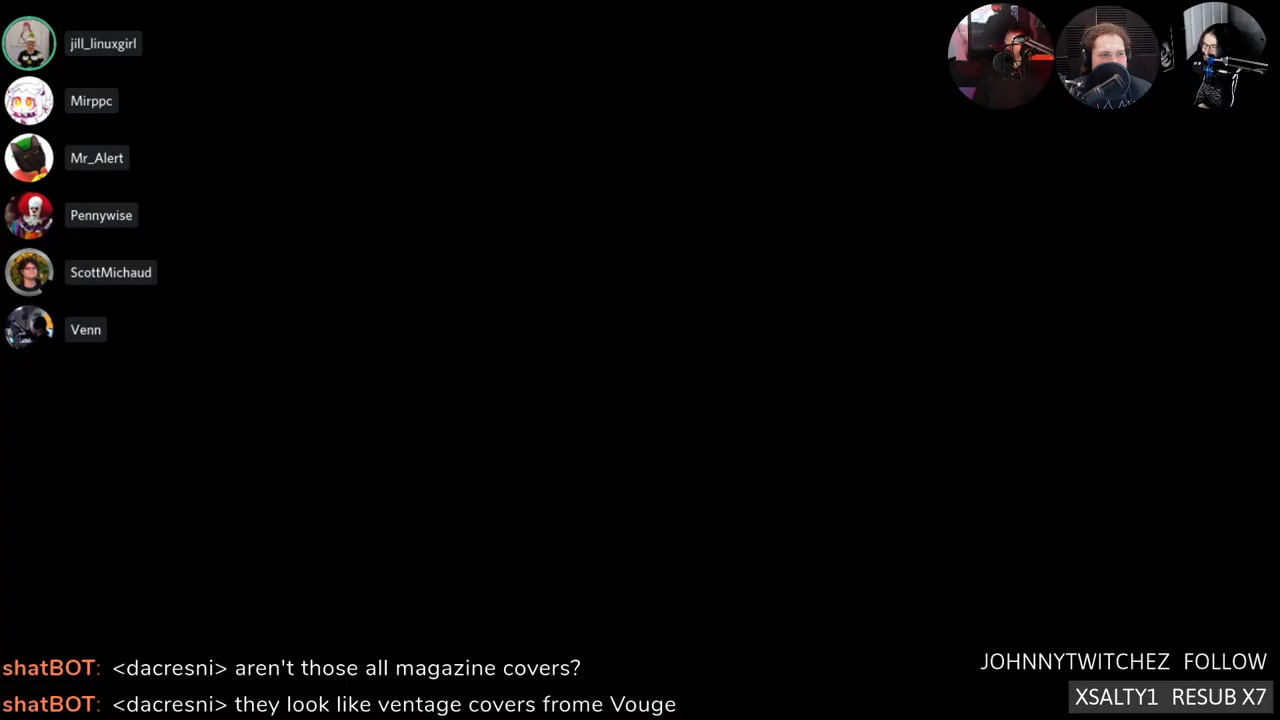 jill_linuxgirl
Mirppc
Mr_Alert
Pennywise
ScottMichaud
Venn
shatBOT: <dacresni> aren't those all magazine covers?
shatBOT: <dacresni> they look like ventage covers frome Vouge
JOHNNYTWITCHEZ FOLLOW
XSALTY1 RESUB X7